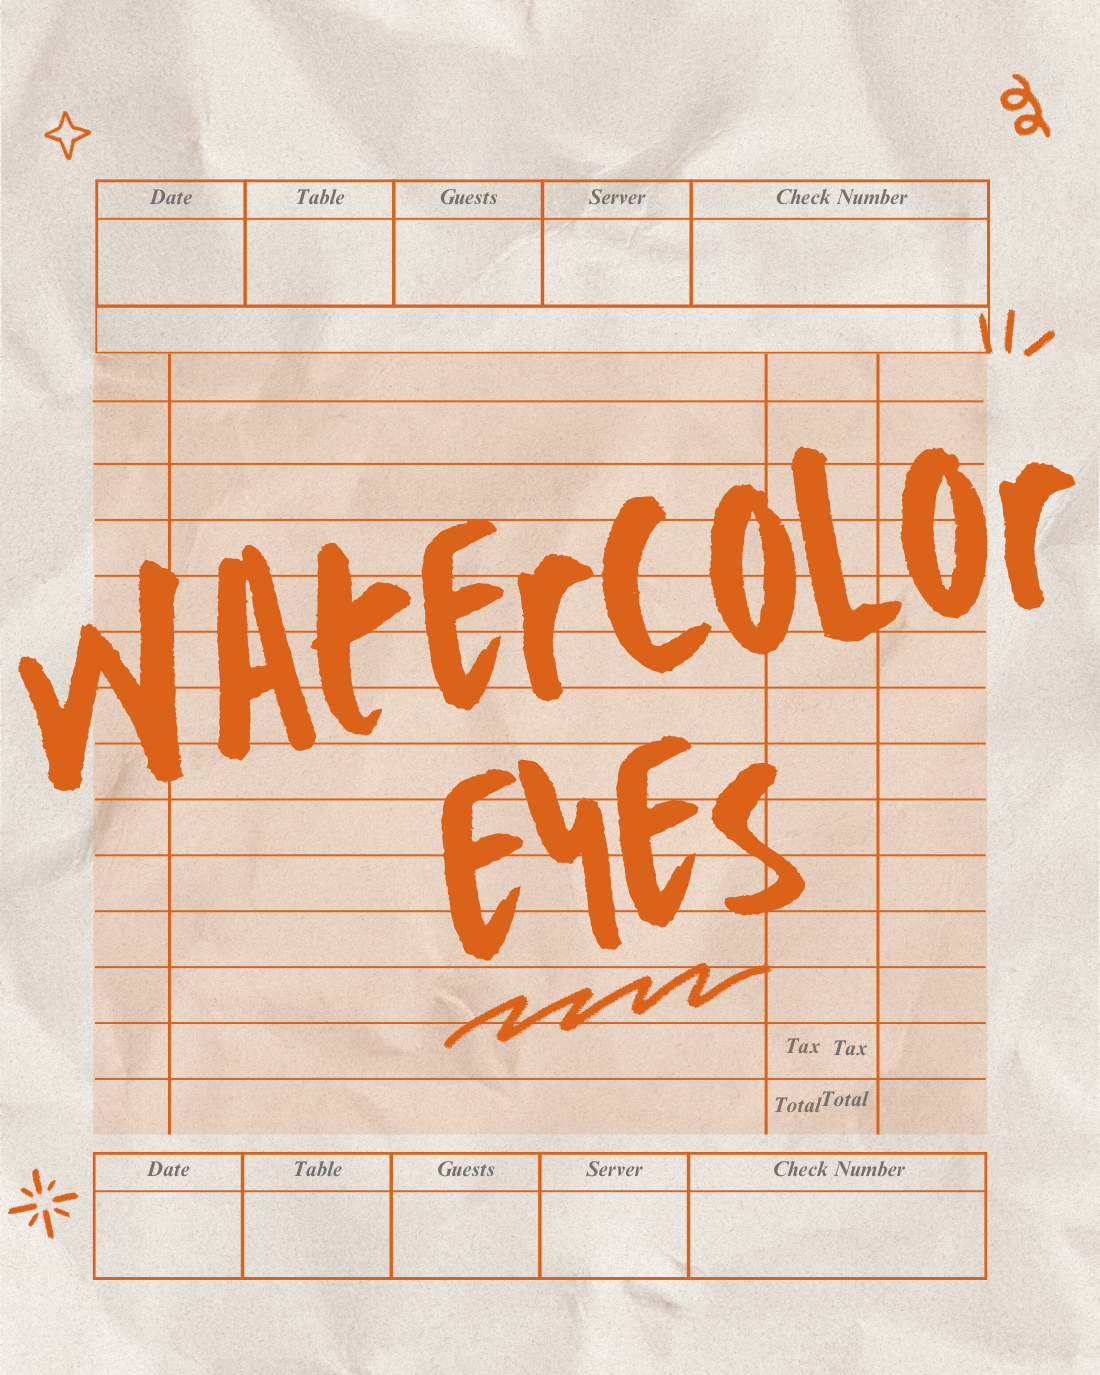 Date Table Guests Server Check Number
WATErCOLOr
EYES
Tax Tax
Total Total
Date Table Guests Server Check Number